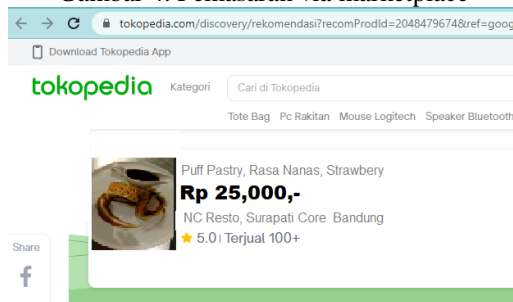 Gambar 4. Pemasaran via marketplace
tokopedia.com/discovery/rekomendasi?recomProdId=2048479674&ref=goog
Download Tokopedia App
tokopedia Kategori Cari di Tokopedia
Tote Bag Pc Rakitan Mouse Logitech Speaker Bluetooth
Puff Pastry, Rasa Nanas, Strawbery
Rp 25,000,-
NC Resto, Surapati Core Bandung
5.0 | Terjual 100+
Share